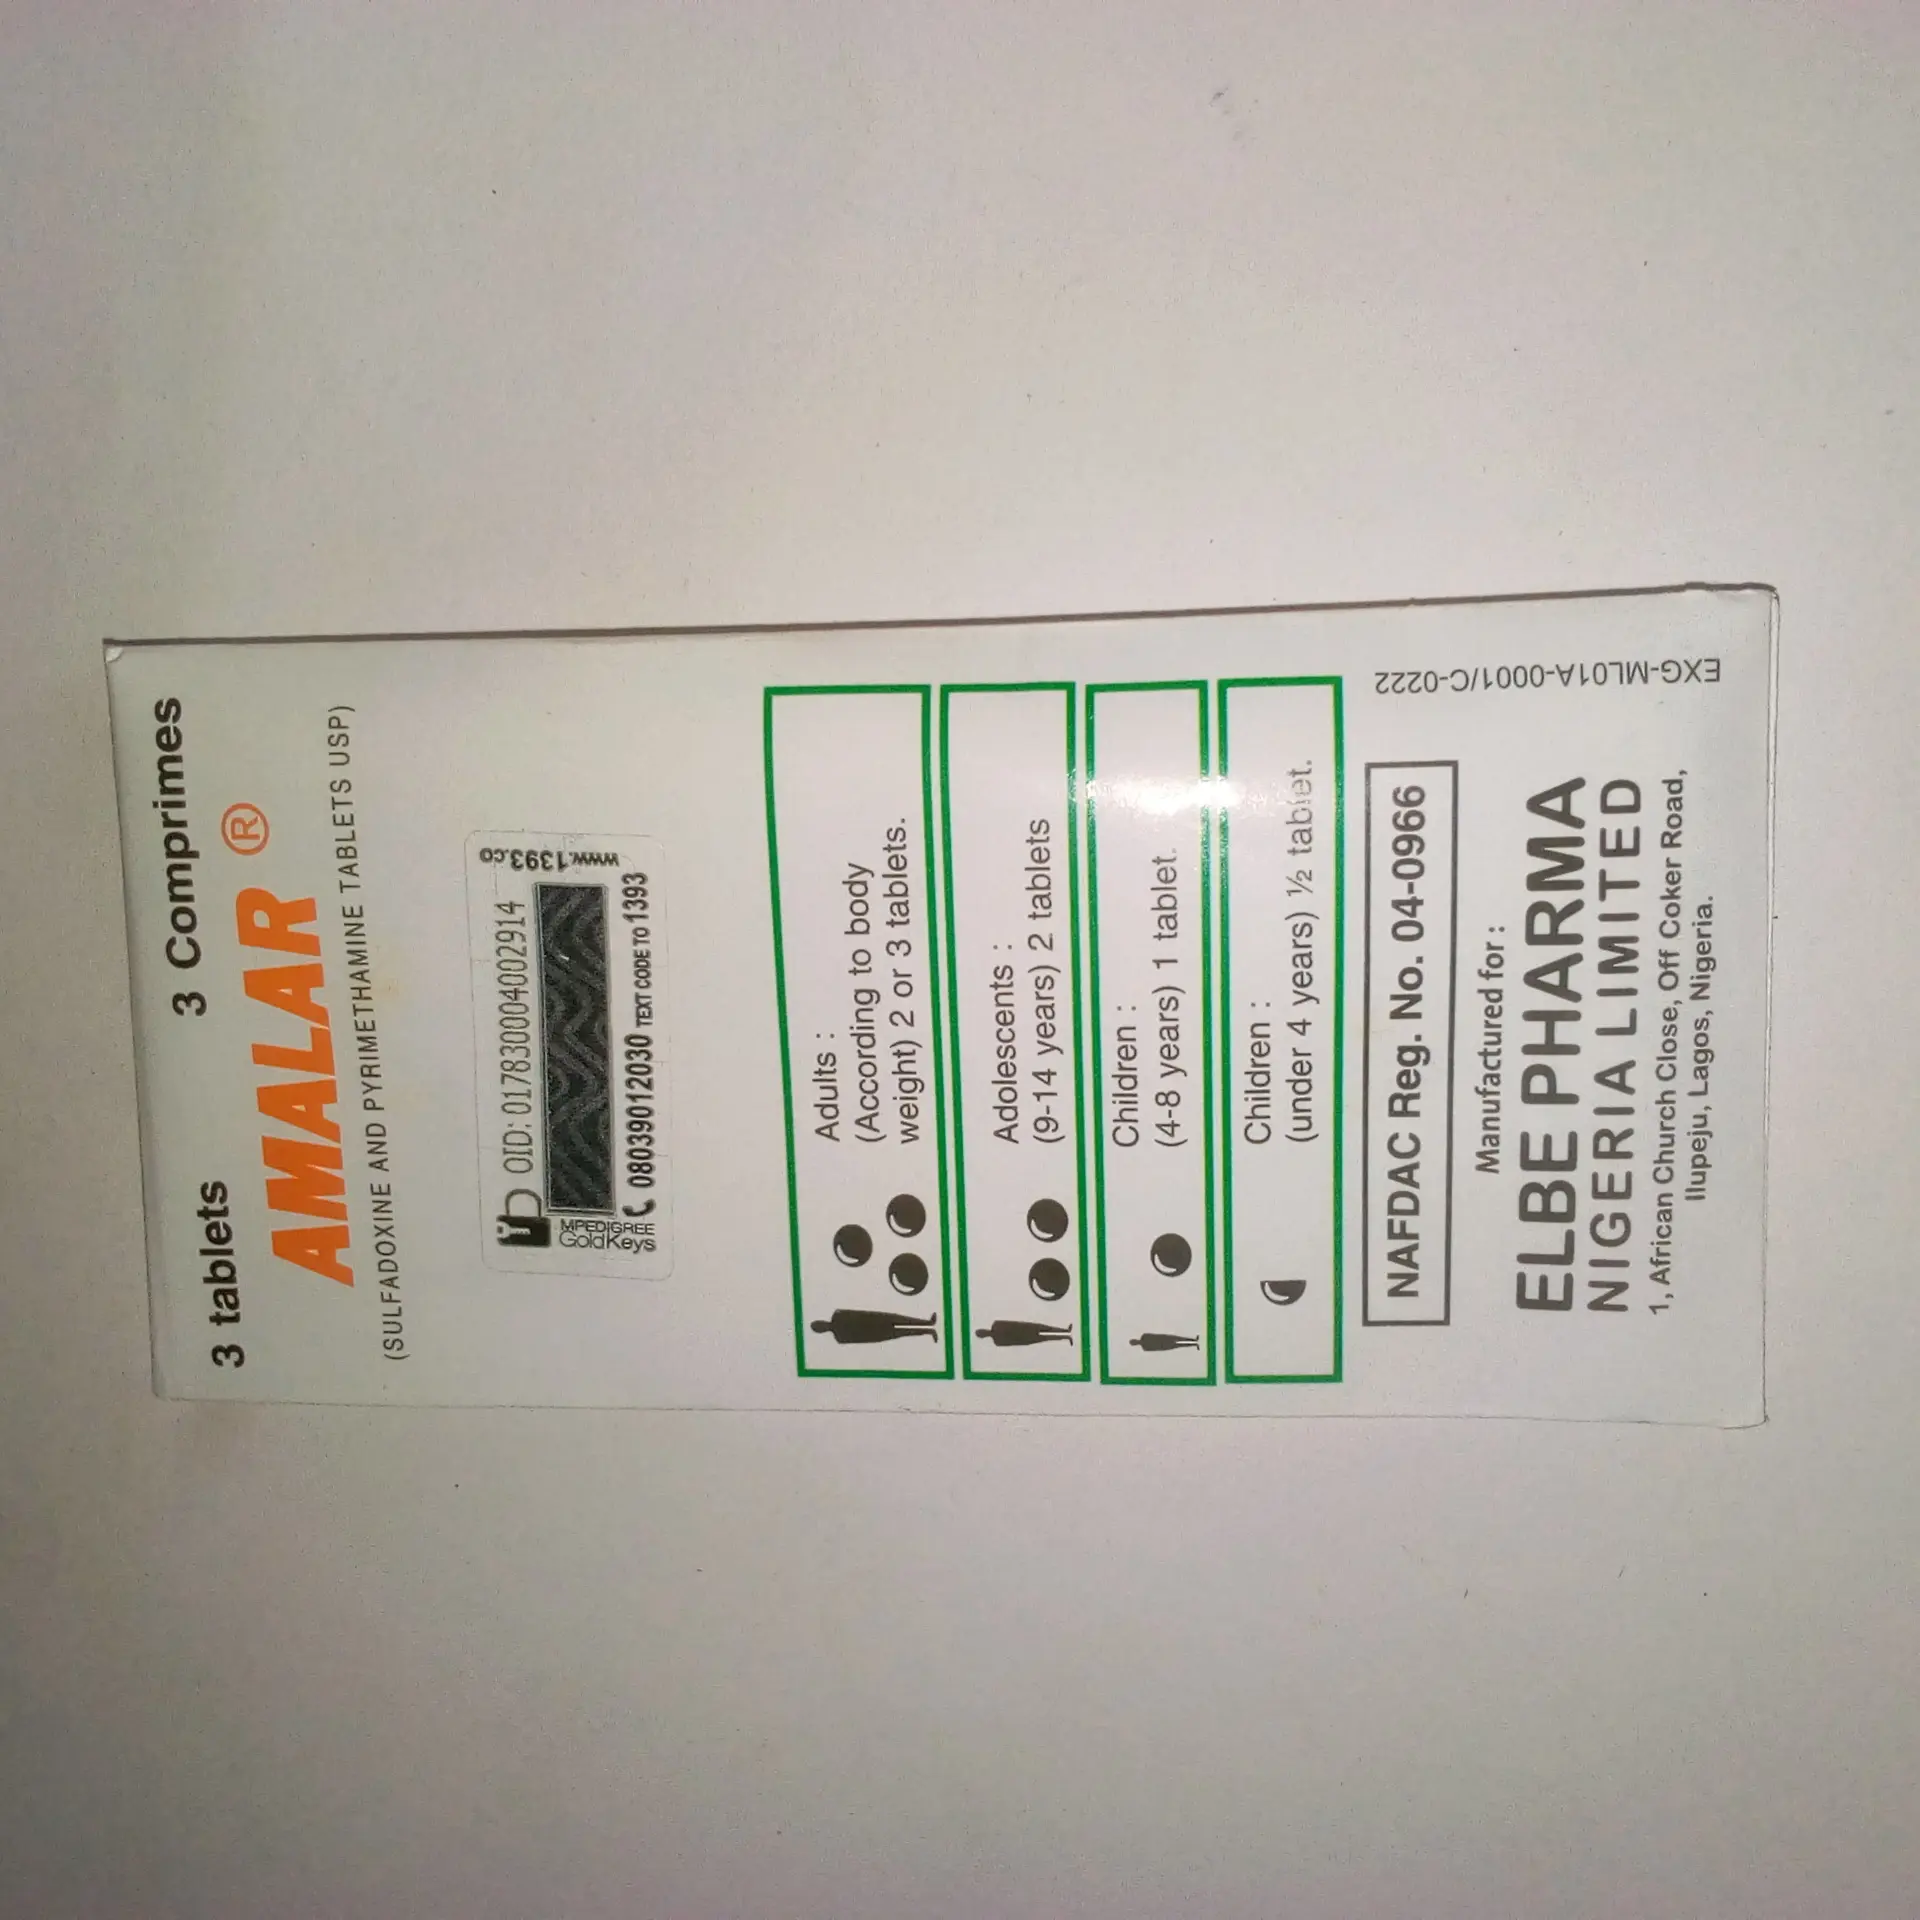 3 tablets 3 Comprimes
AMALAR ®
(SULFADOXINE AND PYRIMETHAMINE TABLETS USP)
OID: 0178300040029​14
www.1393.co
MPEDIGREE
GoldKeys
08039012030 TEXT CODE TO 1393
Adults :
(According to body
weight) 2 or 3 tablets.
Adolescents :
(9-14 years) 2 tablets
Children :
(4-8 years) 1 tablet.
Children :
(under 4 years) ½ tablet.
NAFDAC Reg. No. 04-0966
Manufactured for :
ELBE PHARMA
NIGERIA LIMITED
1, African Church Close, Off Coker Road,
Ilupeju, Lagos, Nigeria.
EXG-ML01A-0001/C-0222